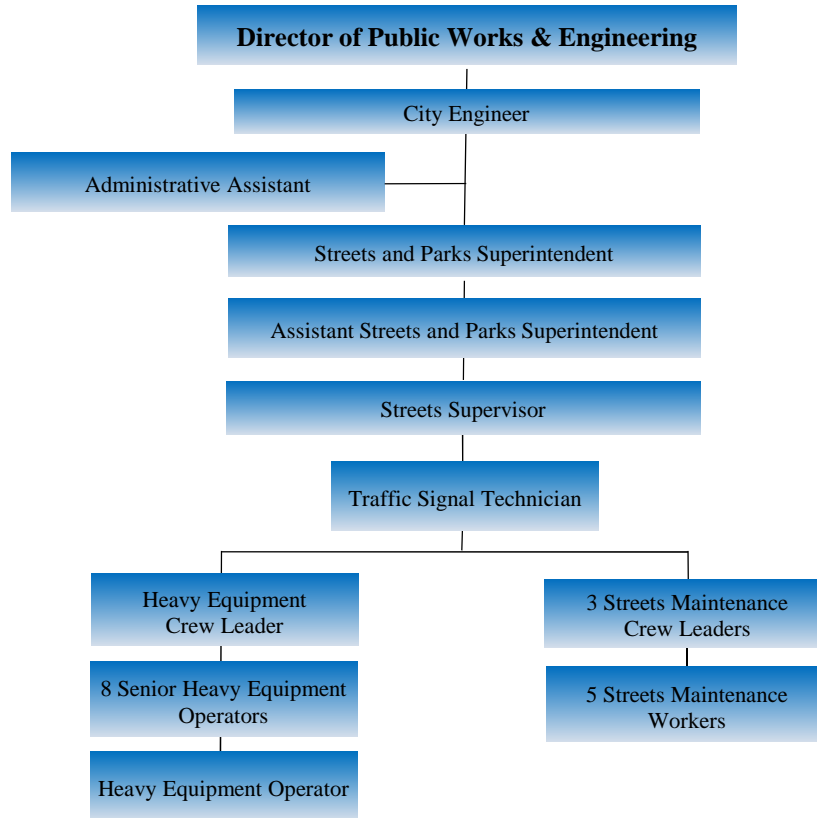 Director of Public Works & Engineering
City Engineer
Administrative Assistant
Streets and Parks Superintendent
Assistant Streets and Parks Superintendent
Streets Supervisor
Traffic Signal Technician
Heavy Equipment
Crew Leader
3 Streets Maintenance
Crew Leaders
8 Senior Heavy Equipment
Operators
5 Streets Maintenance
Workers
Heavy Equipment Operator